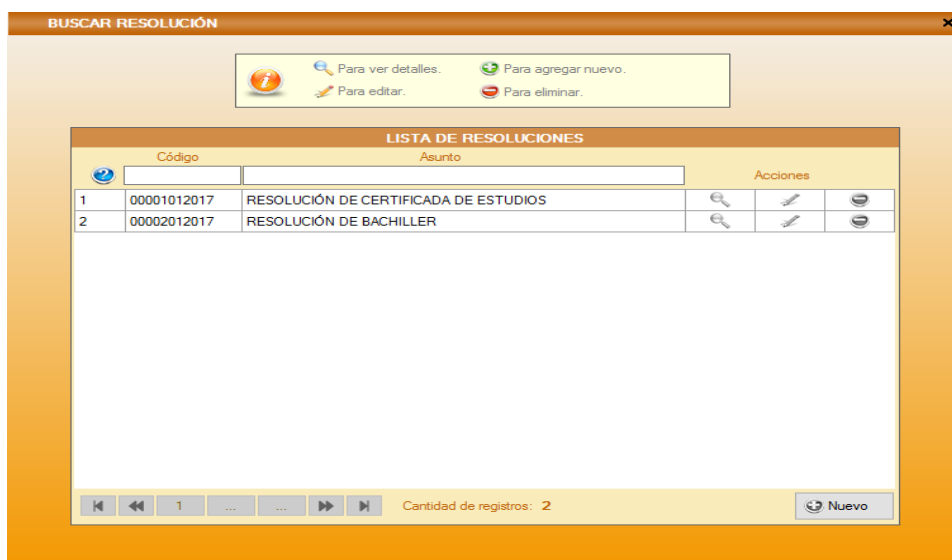 BUSCAR RESOLUCIÓN
Para ver detalles. Para agregar nuevo.
Para editar. Para eliminar.
LISTA DE RESOLUCIONES
Código Asunto
Acciones
1 00001012017 RESOLUCIÓN DE CERTIFICADA DE ESTUDIOS
2 00002012017 RESOLUCIÓN DE BACHILLER
1 ... ... Cantidad de registros: 2 Nuevo